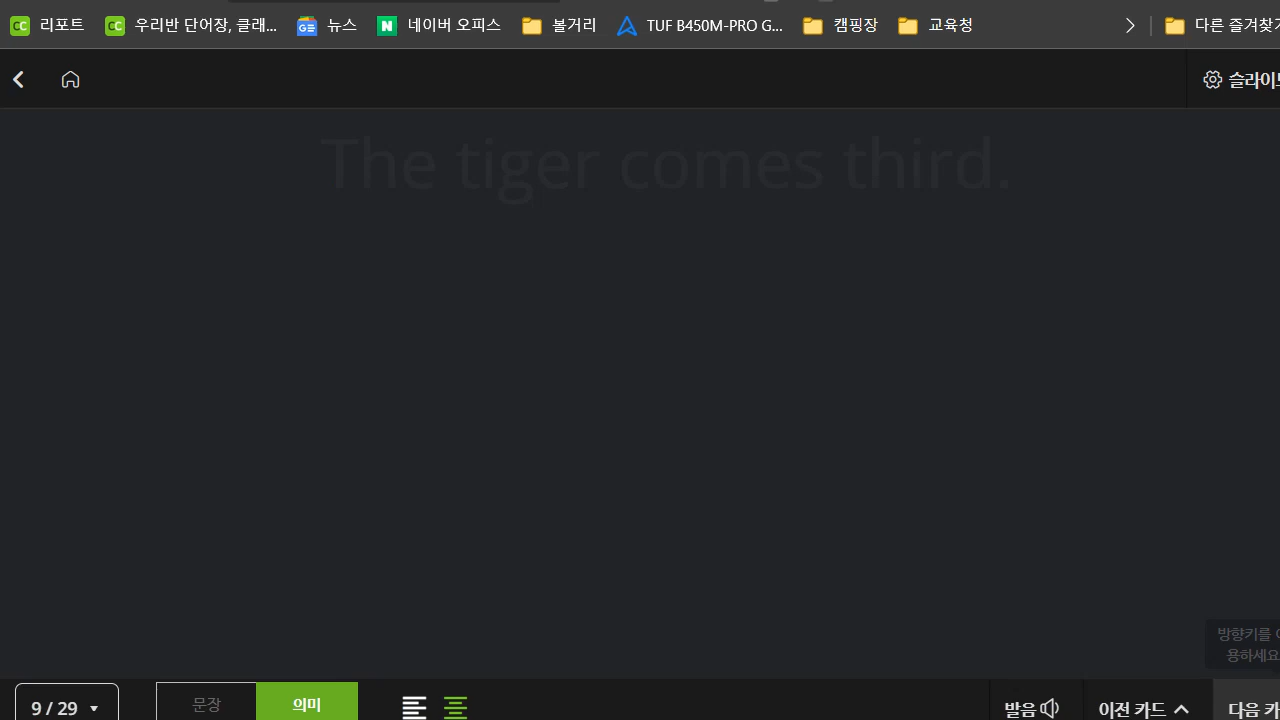 리포트 우리반 단어장, 클래... 뉴스 네이버 오피스 볼거리 TUF B450M-PRO G... 캠핑장 교육청 다른 즐겨찾기
슬라이드
The tiger comes third.
방향키를
용하세요
9 / 29 문장 의미 발음 이전 카드 다음 카